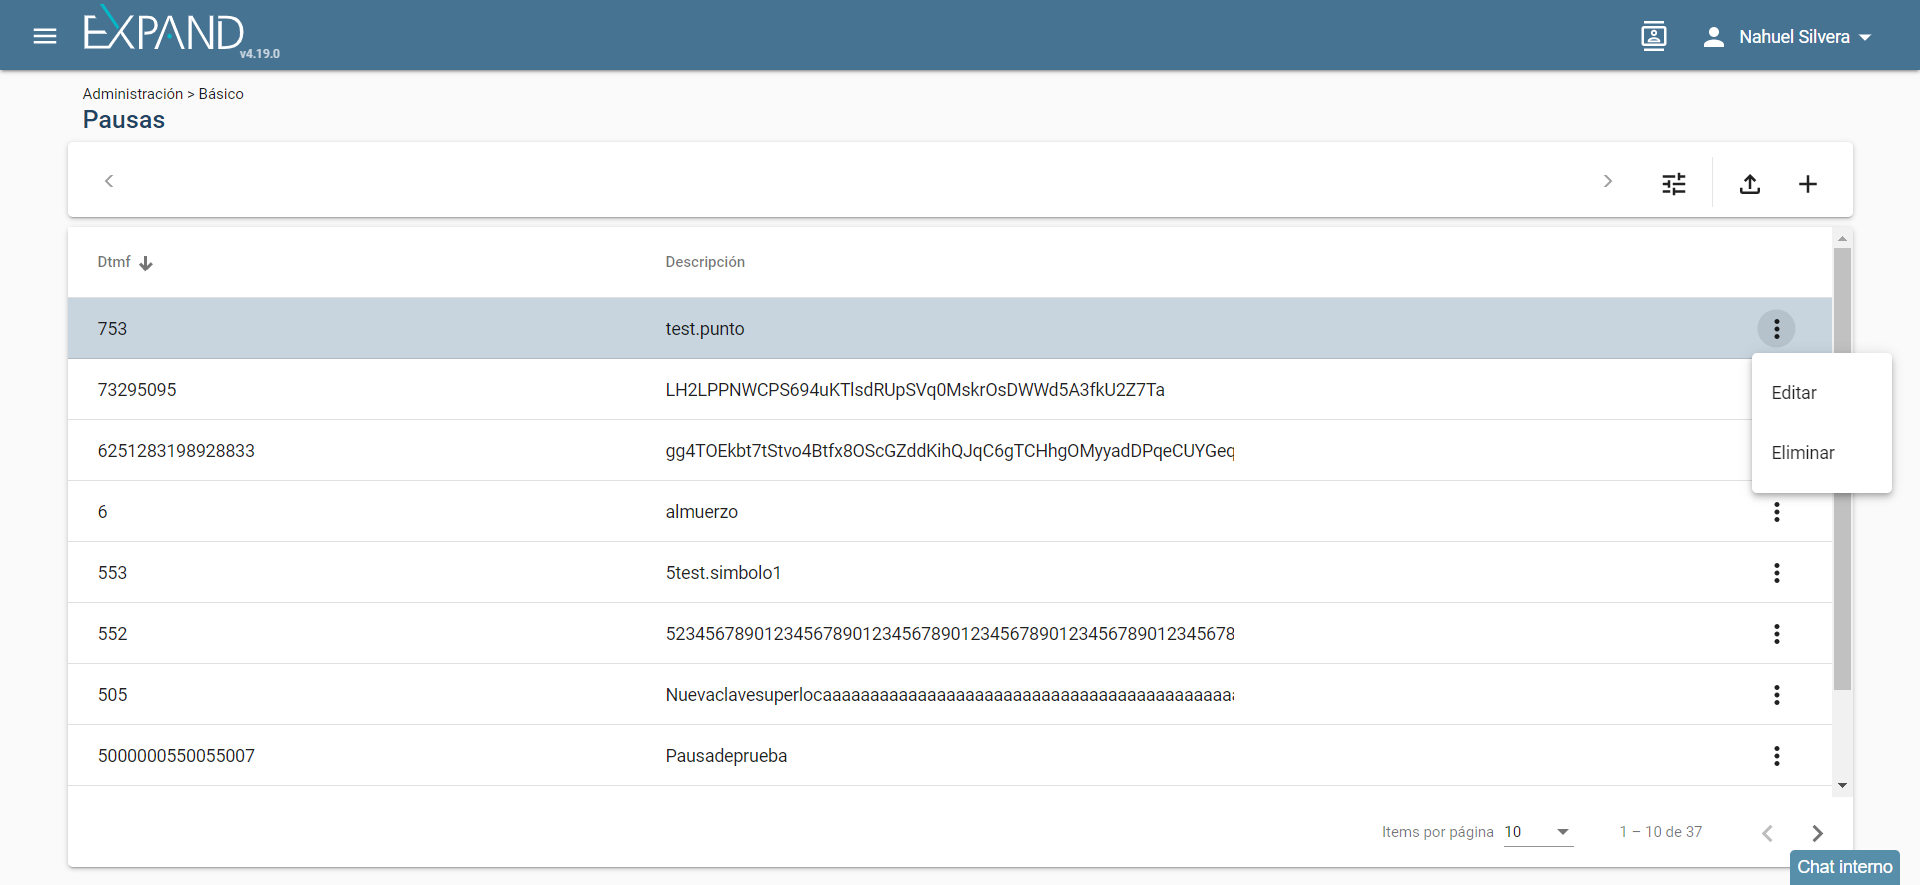 EXPAND
v4.19.0
Nahuel Silvera
Administración > Básico
Pausas
Dtmf Descripción
753 test.punto
73295095 LH2LPPNWCPS694uKTlsdRUpSVq0MskrOsDWWd5A3fkU2Z7Ta
Editar
6251283198928833 gg4TOEkbt7tStvo4Btfx8OScGZddKihQJqC6gTCHhgOMyyadDPqeCUYGeq
Eliminar
6 almuerzo
553 5test.simbolo1
552 523456789012345678901234567890123456789012345678
505 Nuevaclavesuperlocaaaaaaaaaaaaaaaaaaaaaaaaaaaaaaaaaaaaaaaaaaaa
5000000550055007 Pausadeprueba
Items por página 10 1 – 10 de 37
Chat interno